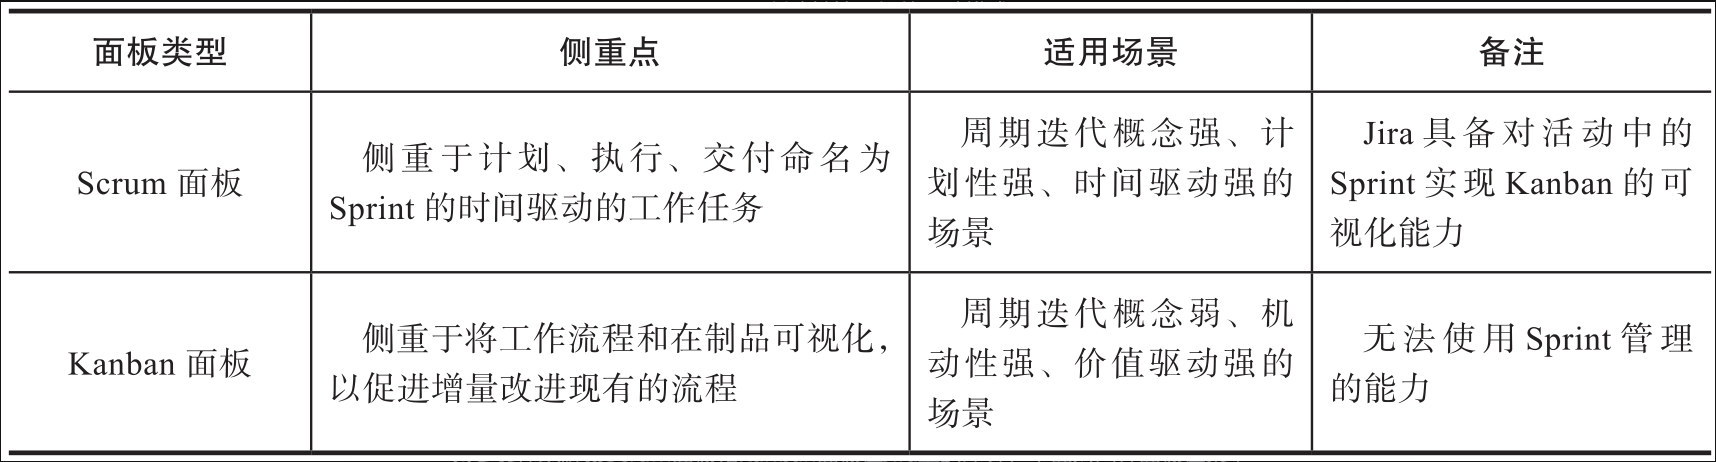 面板类型
侧重点
适用场景
备注
Scrum 面板
侧重于计划、执行、交付命名为
Sprint 的时间驱动的工作任务
周期迭代概念强、计
划性强、时间驱动强的
场景
Jira 具备对活动中的
Sprint 实现 Kanban 的可
视化能力
Kanban 面板
侧重于将工作流程和在制品可视化，
以促进增量改进现有的流程
周期迭代概念弱、机
动性强、价值驱动强的
场景
无法使用 Sprint 管理
的能力